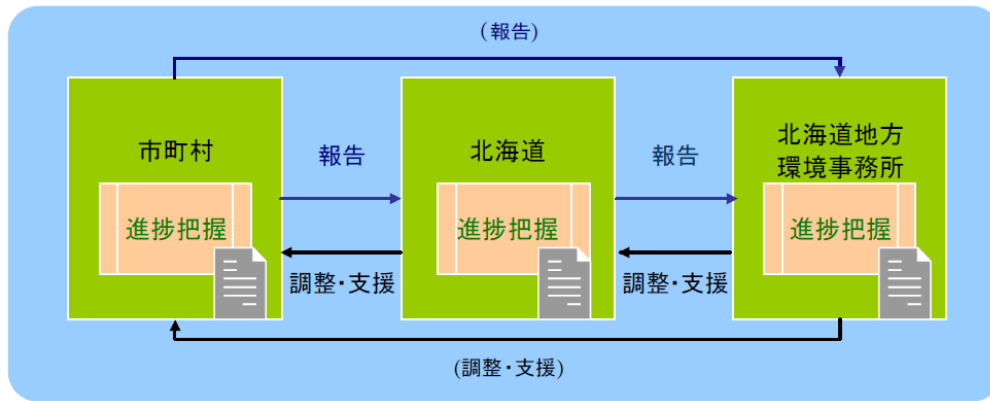 (報告)
市町村
報告
北海道
報告
北海道地方
環境事務所
進捗把握
進捗把握
進捗把握
調整・支援
調整・支援
(調整・支援)